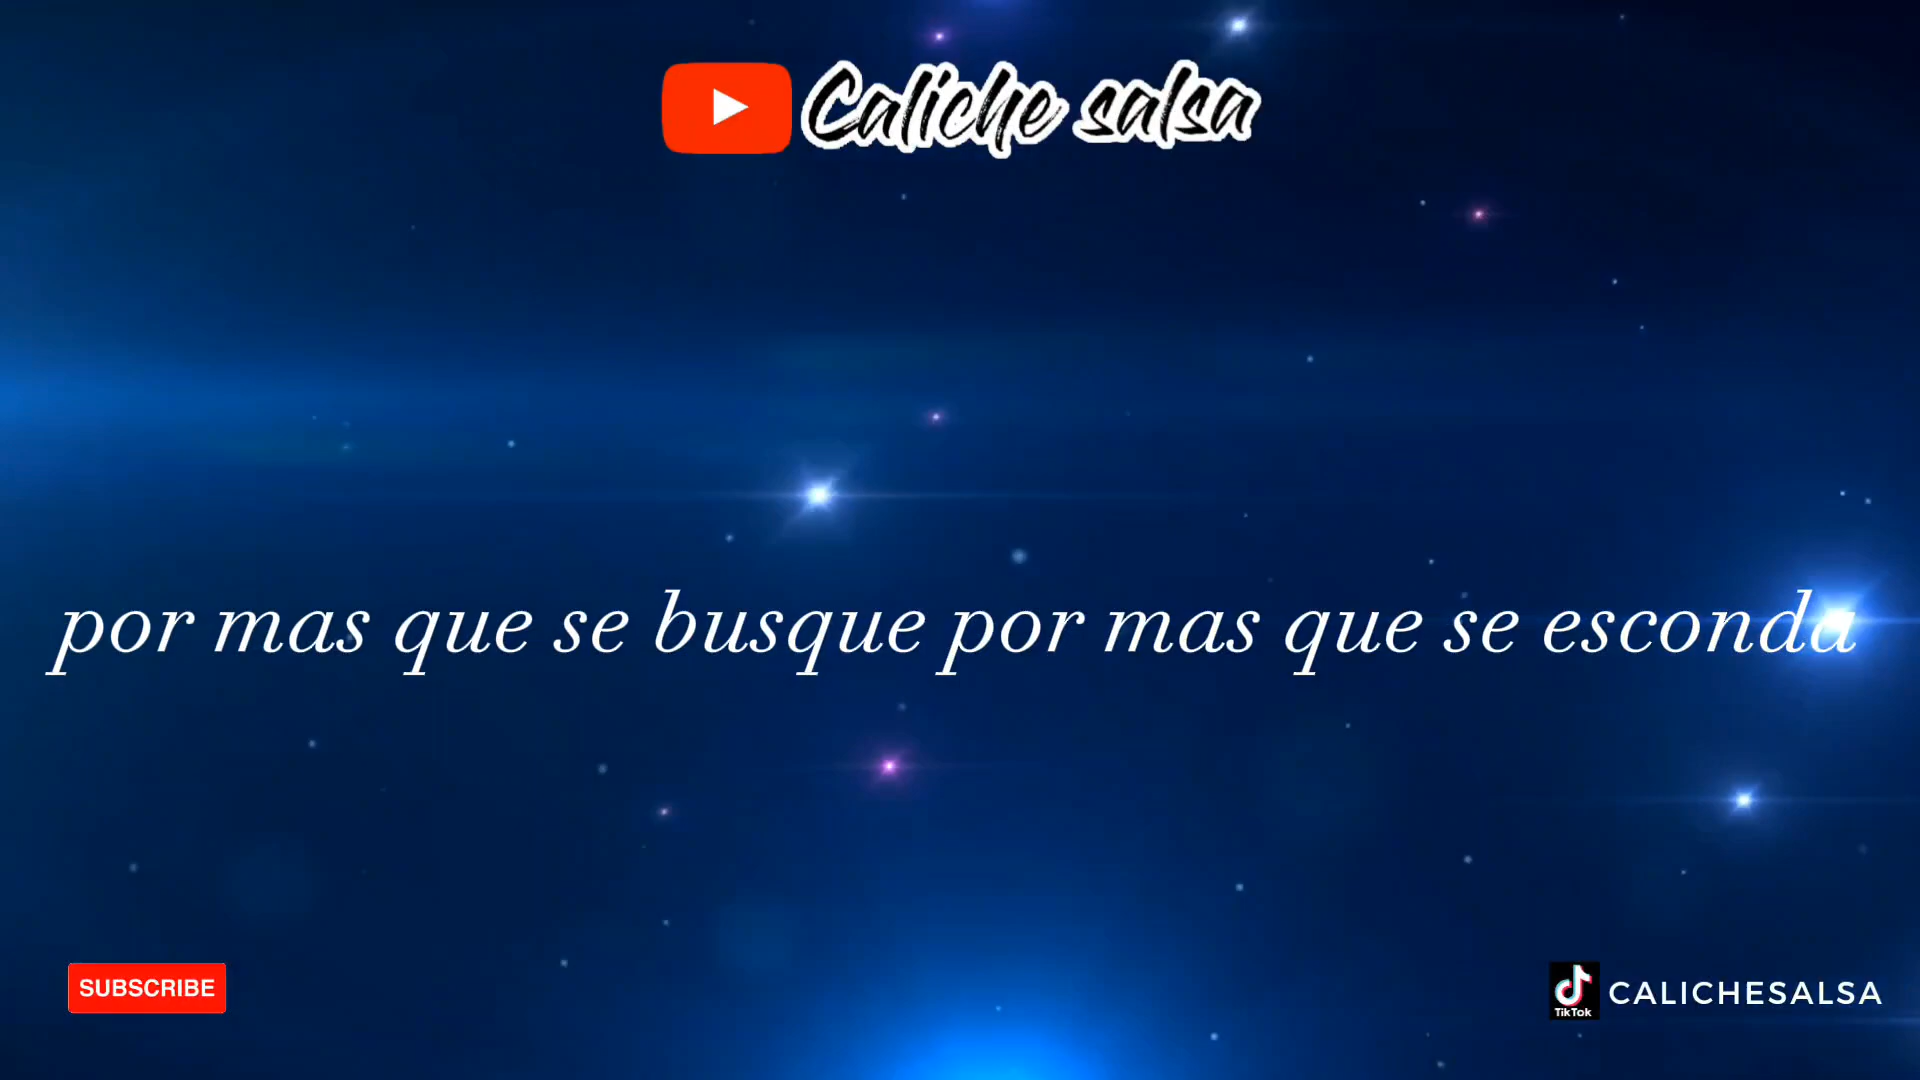 Caliche salsa
por mas que se busque por mas que se esconda
SUBSCRIBE
TikTok
CALICHESALSA